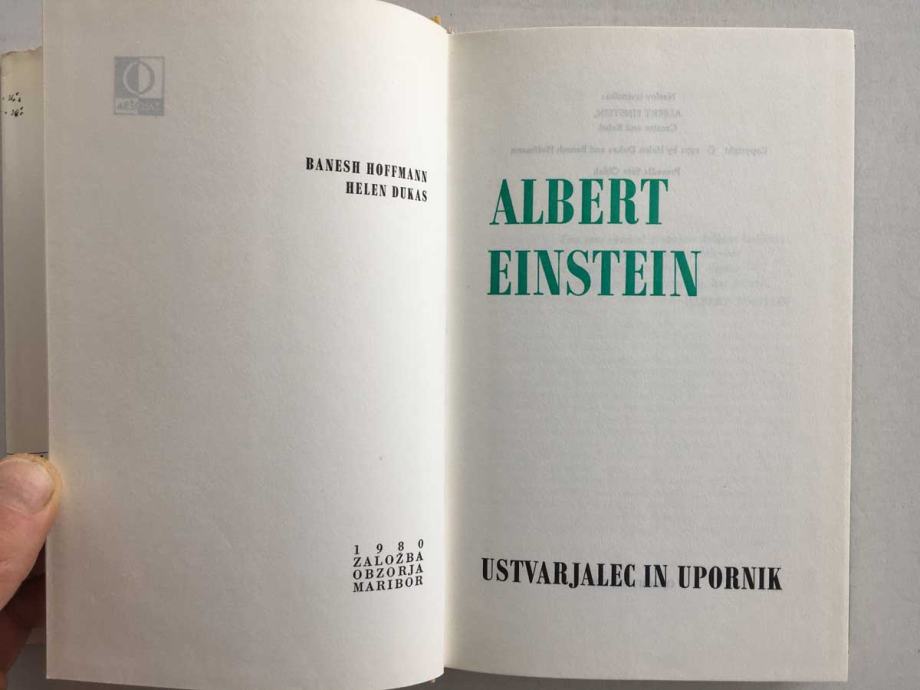 BANESH HOFFMANN
HELEN DUKAS
1980
ZALOŽBA
OBZORJA
MARIBOR
ALBERT
EINSTEIN
USTVARJALEC IN UPORNIK